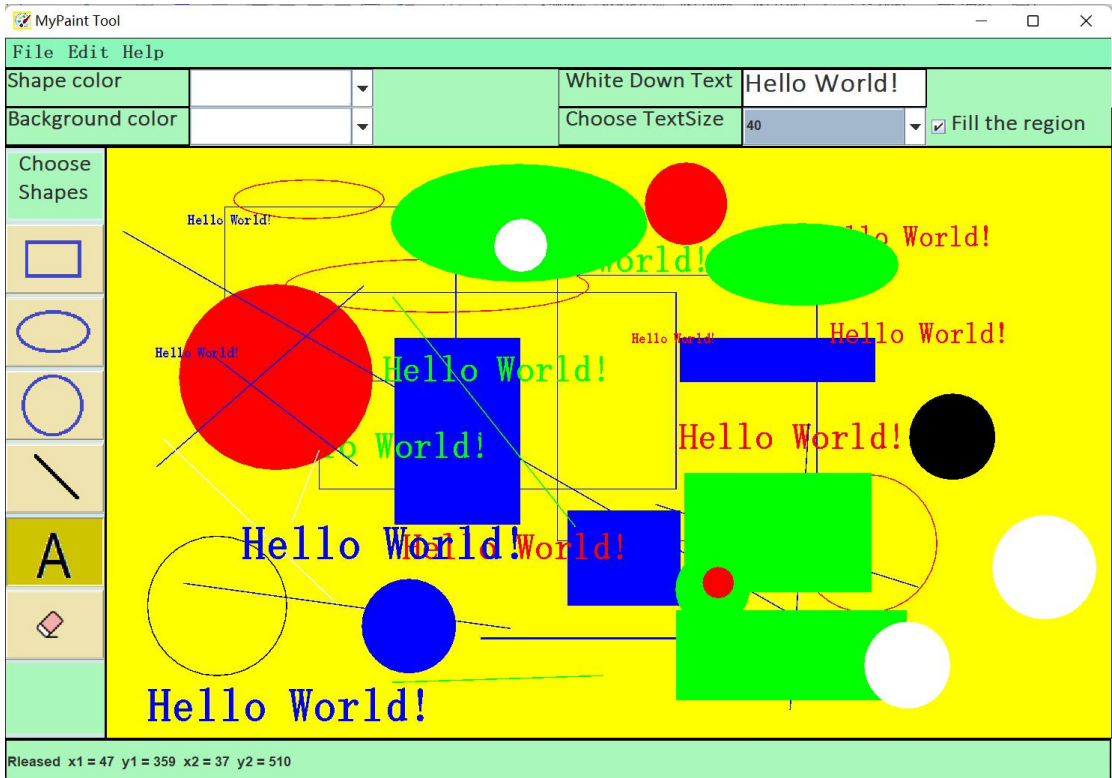 MyPaint Tool
File Edit Help
Shape color
White Down Text Hello World!
Background color
Choose TextSize 40 Fill the region
Choose
Shapes
Hello World!
World!
orld!
Hello World!
Hello World!
Hello World!
Hello World!
Hello World!
o World!
A
Hello World!
Hello World!
Hello World!
Rleased x1 = 47 y1 = 359 x2 = 37 y2 = 510